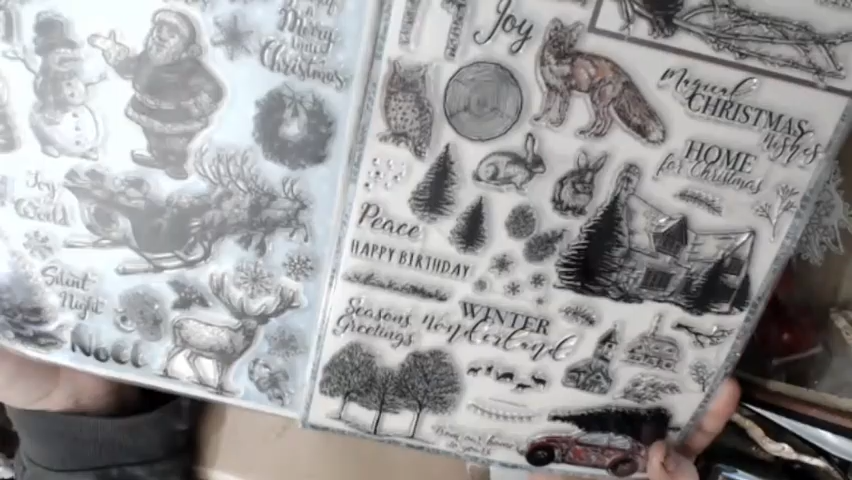 Merry
Christmas
Joy
World
Silent
Night
Noel
Joy
Magical
CHRISTMAS
Wishes
HOME
for Christmas
Peace
HAPPY BIRTHDAY
Seasons
Greetings
WINTER
Wonderland